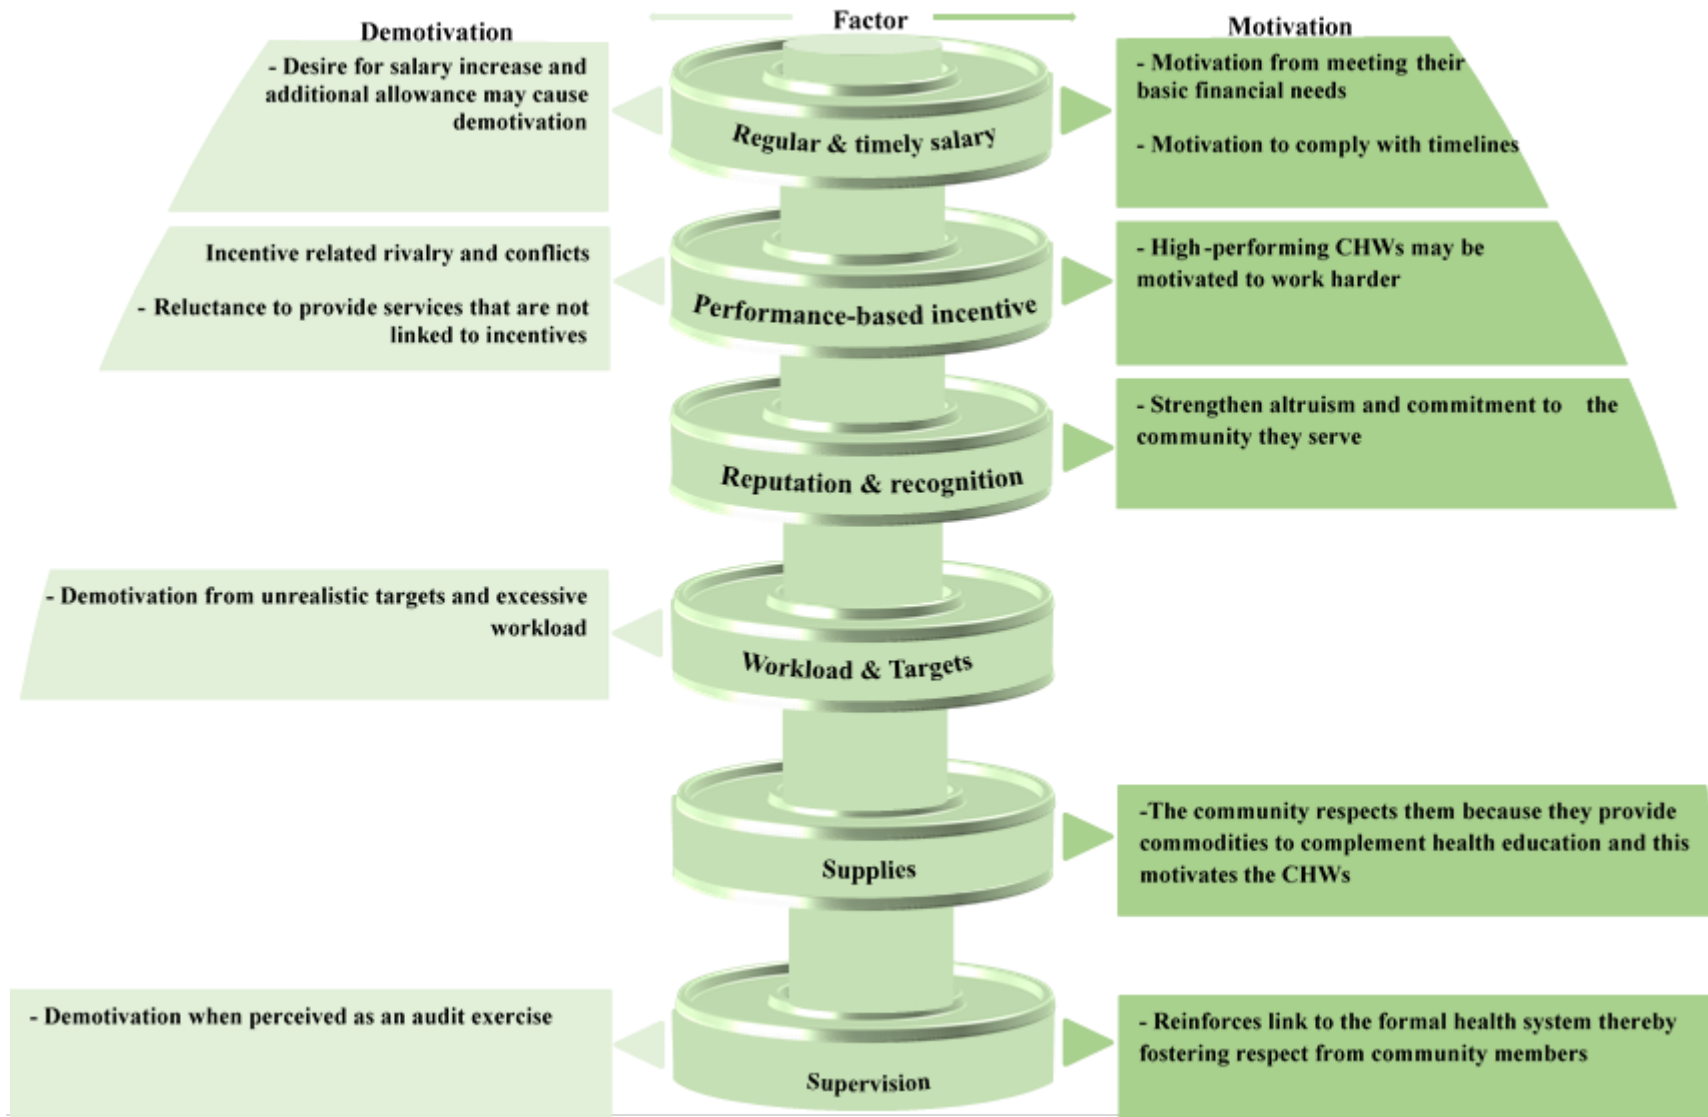 Demotivation
Factor
Motivation
- Desire for salary increase and
additional allowance may cause
demotivation
Regular & timely salary
- Motivation from meeting their
basic financial needs
- Motivation to comply with timelines
Incentive related rivalry and conflicts
- Reluctance to provide services that are not
linked to incentives
Performance-based incentive
- High-performing CHWs may be
motivated to work harder
Reputation & recognition
- Strengthen altruism and commitment to the
community they serve
- Demotivation from unrealistic targets and excessive
workload
Workload & Targets
Supplies
-The community respects them because they provide
commodities to complement health education and this
motivates the CHWs
- Demotivation when perceived as an audit exercise
Supervision
- Reinforces link to the formal health system thereby
fostering respect from community members